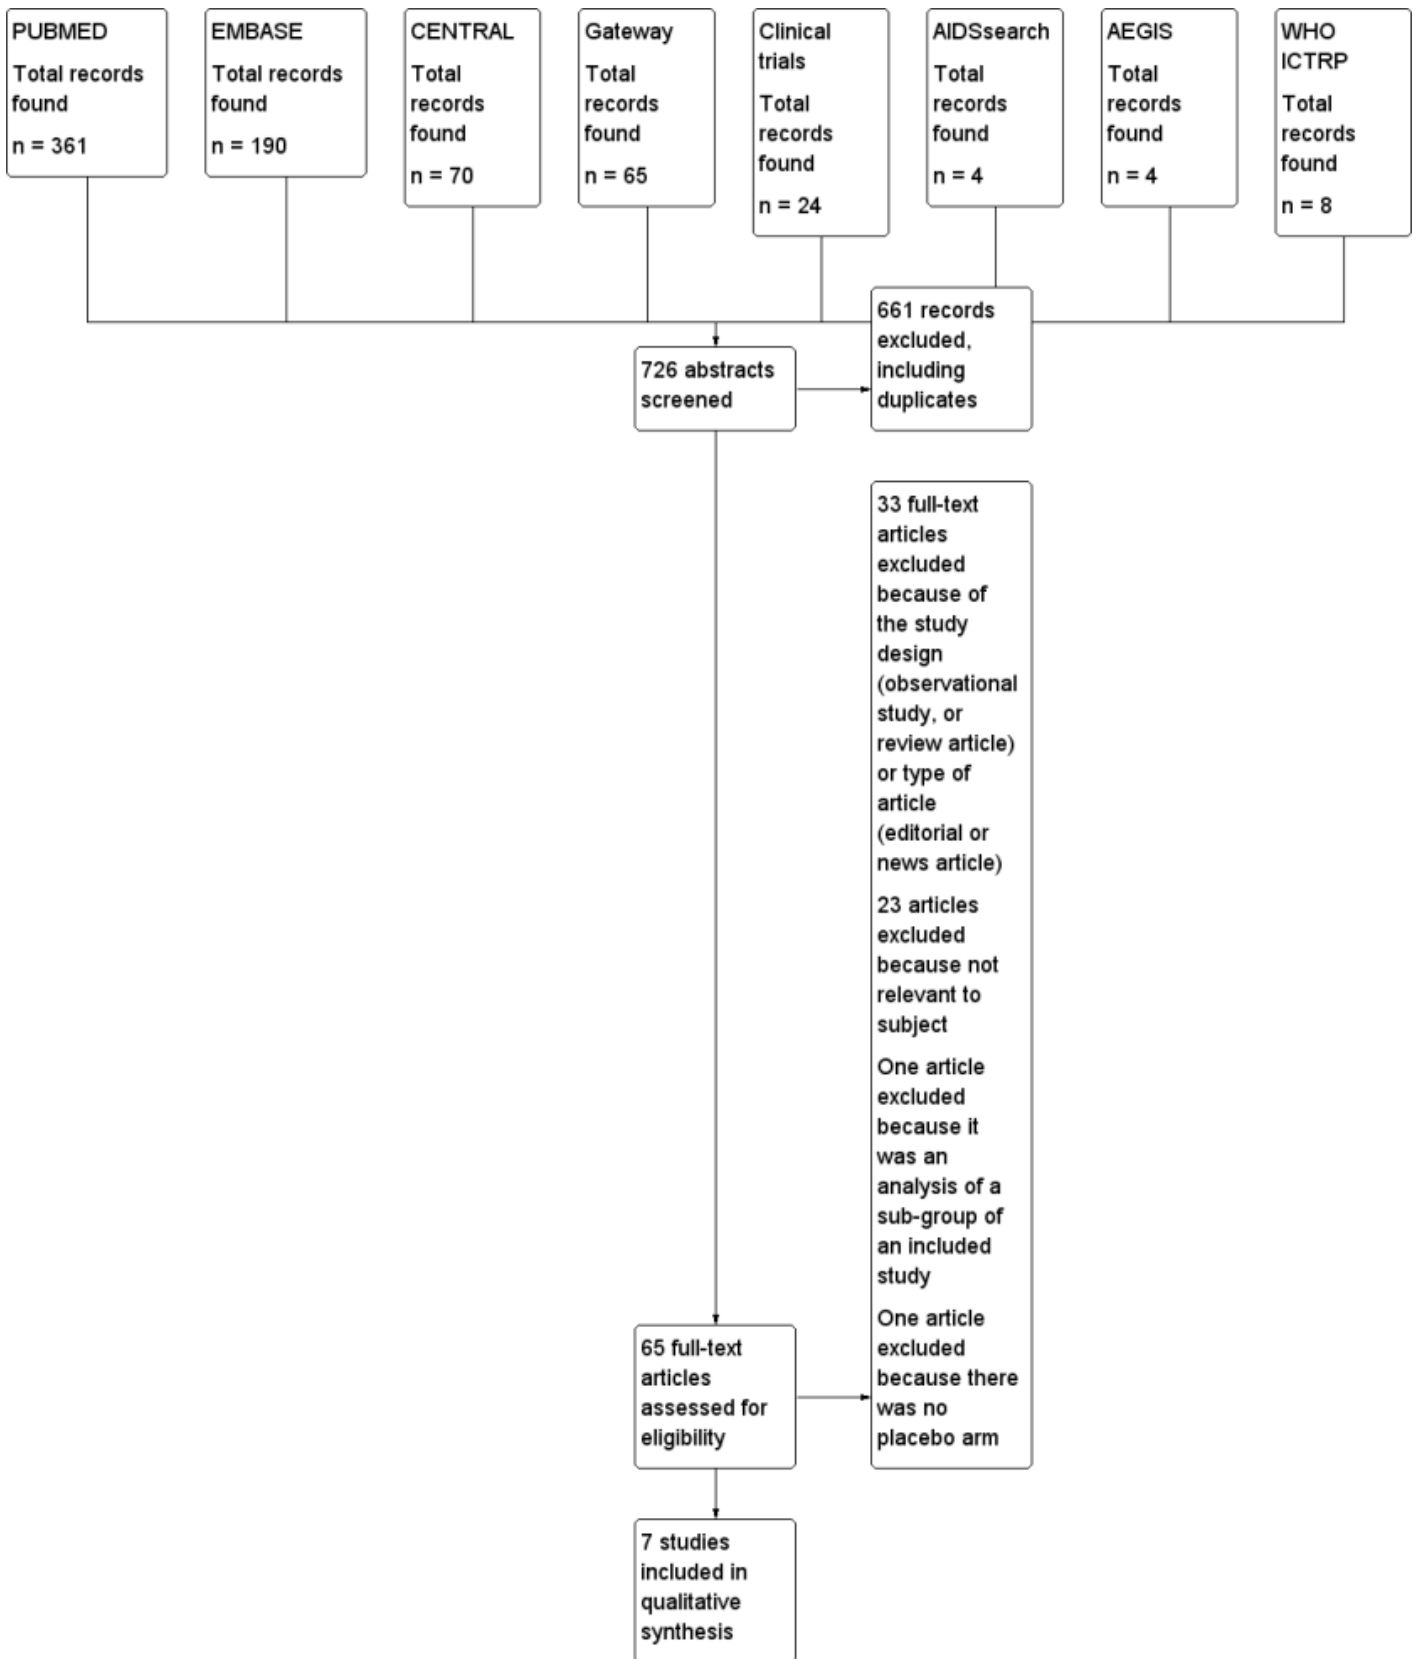 PUBMED
Total records
found
n = 361
EMBASE
Total records
found
n = 190
CENTRAL
Total
records
found
n = 70
Gateway
Total
records
found
n = 65
Clinical
trials
Total
records
found
n = 24
AIDSsearch
Total
records
found
n = 4
AEGIS
Total
records
found
n = 4
WHO
ICTRP
Total
records
found
n = 8
726 abstracts
screened
661 records
excluded,
including
duplicates
33 full-text
articles
excluded
because of
the study
design
(observational
study, or
review article)
or type of
article
(editorial or
news article)
23 articles
excluded
because not
relevant to
subject
One article
excluded
because it
was an
analysis of a
sub-group of
an included
study
One article
excluded
because there
was no
placebo arm
65 full-text
articles
assessed for
eligibility
7 studies
included in
qualitative
synthesis